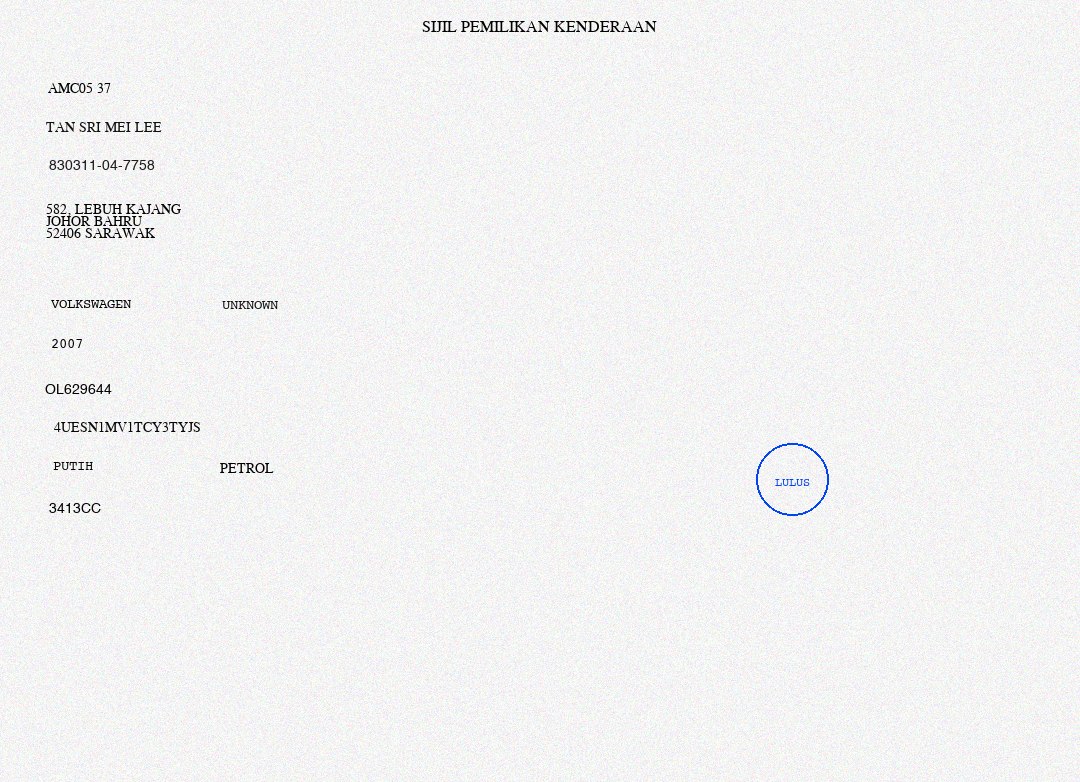 SIJIL PEMILIKAN KENDERAAN
AMC05 37
TAN SRI MEI LEE
830311-04-7758
582, LEBUH KAJANG
JOHOR BAHRU
52406 SARAWAK
VOLKSWAGEN UNKNOWN
2007
OL629644
4UESN1MV1TCY3TYJS
PUTIH PETROL
LULUS
3413CC